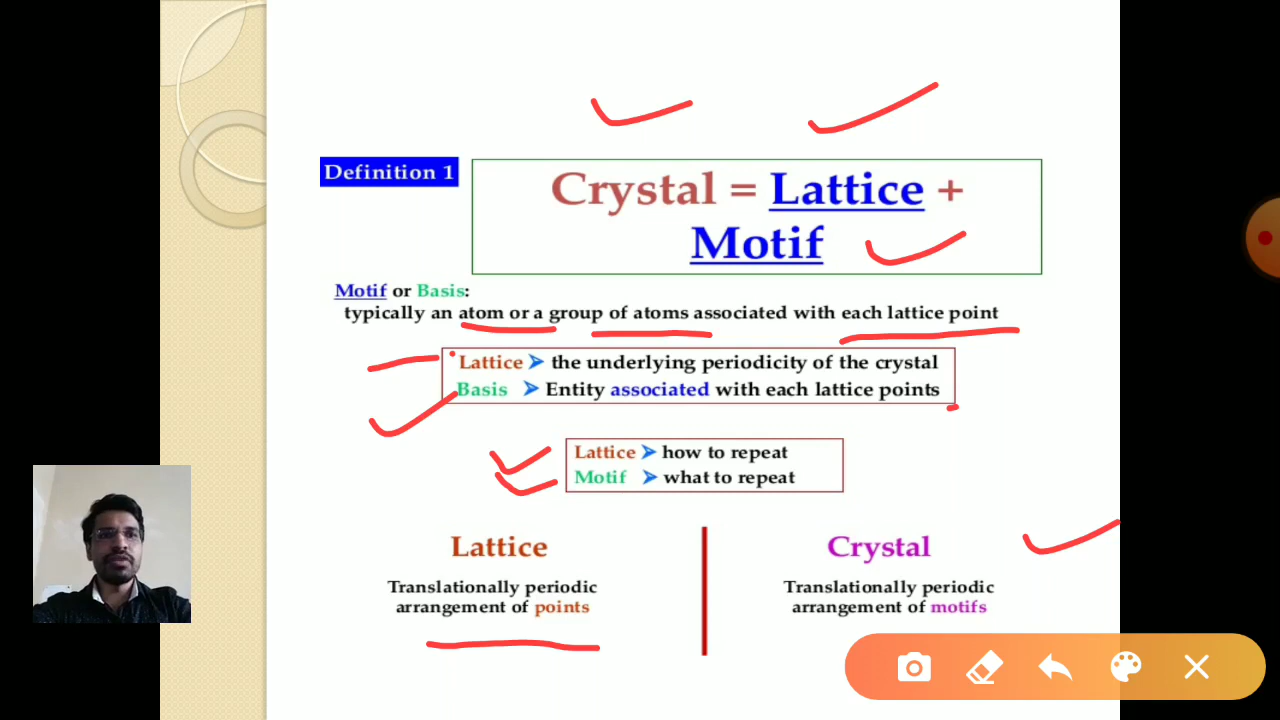 Definition 1
Crystal = Lattice +
Motif
Motif or Basis:
typically an atom or a group of atoms associated with each lattice point
Lattice ➢ the underlying periodicity of the crystal
Basis ➢ Entity associated with each lattice points
Lattice ➢ how to repeat
Motif ➢ what to repeat
Lattice
Translationally periodic
arrangement of points
Crystal
Translationally periodic
arrangement of motifs